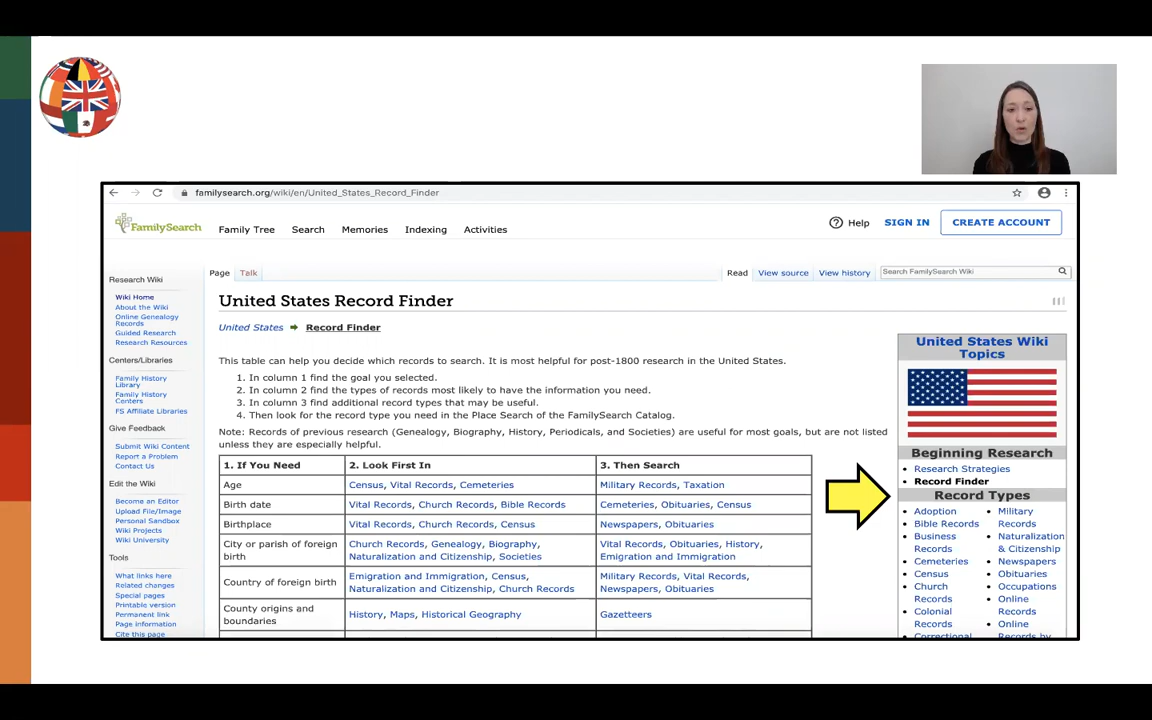 familysearch.org/wiki/en/United_States_Record_Finder
FamilySearch
Family Tree Search Memories Indexing Activities
Help SIGN IN CREATE ACCOUNT
Research Wiki
Wiki Home
About the Wiki
Online Genealogy
Records
Guided Research
Research Resources
Centers/Libraries
Family History
Library
Family History
Centers
FS Affiliate Libraries
Give Feedback
Submit Wiki Content
Report a Problem
Contact Us
Edit the Wiki
Become an Editor
Upload File/Image
Personal Sandbox
Wiki Projects
Wiki University
Tools
What links here
Related changes
Special pages
Printable version
Permanent link
Page information
Cite this page
Page Talk Read View source View history Search FamilySearch Wiki
United States Record Finder
United States Record Finder
This table can help you decide which records to search. It is most helpful for post-1800 research in the United States.
1. In column 1 find the goal you selected.
2. In column 2 find the types of records most likely to have the information you need.
3. In column 3 find additional record types that may be useful.
4. Then look for the record type you need in the Place Search of the FamilySearch Catalog.
Note: Records of previous research (Genealogy, Biography, History, Periodicals, and Societies) are useful for most goals, but are not listed
unless they are especially helpful.
1. If You Need 2. Look First In 3. Then Search
Age Census, Vital Records, Cemeteries Military Records, Taxation
Birth date Vital Records, Church Records, Bible Records Cemeteries, Obituaries, Census
Birthplace Vital Records, Church Records, Census Newspapers, Obituaries
City or parish of foreign Church Records, Genealogy, Biography, Vital Records, Obituaries, History,
birth Naturalization and Citizenship, Societies Emigration and Immigration
Country of foreign birth Emigration and Immigration, Census, Military Records, Vital Records,
Naturalization and Citizenship, Church Records Newspapers, Obituaries
County origins and
boundaries History, Maps, Historical Geography Gazetteers
United States Wiki
Topics
Beginning Research
• Research Strategies
• Record Finder
Record Types
• Adoption
• Bible Records
• Business
Records
• Cemeteries
• Census
• Church
Records
• Colonial
Records
• Correctional
• Military
Records
• Naturalization
& Citizenship
• Newspapers
• Obituaries
• Occupations
• Online
Records
• Online
Records by